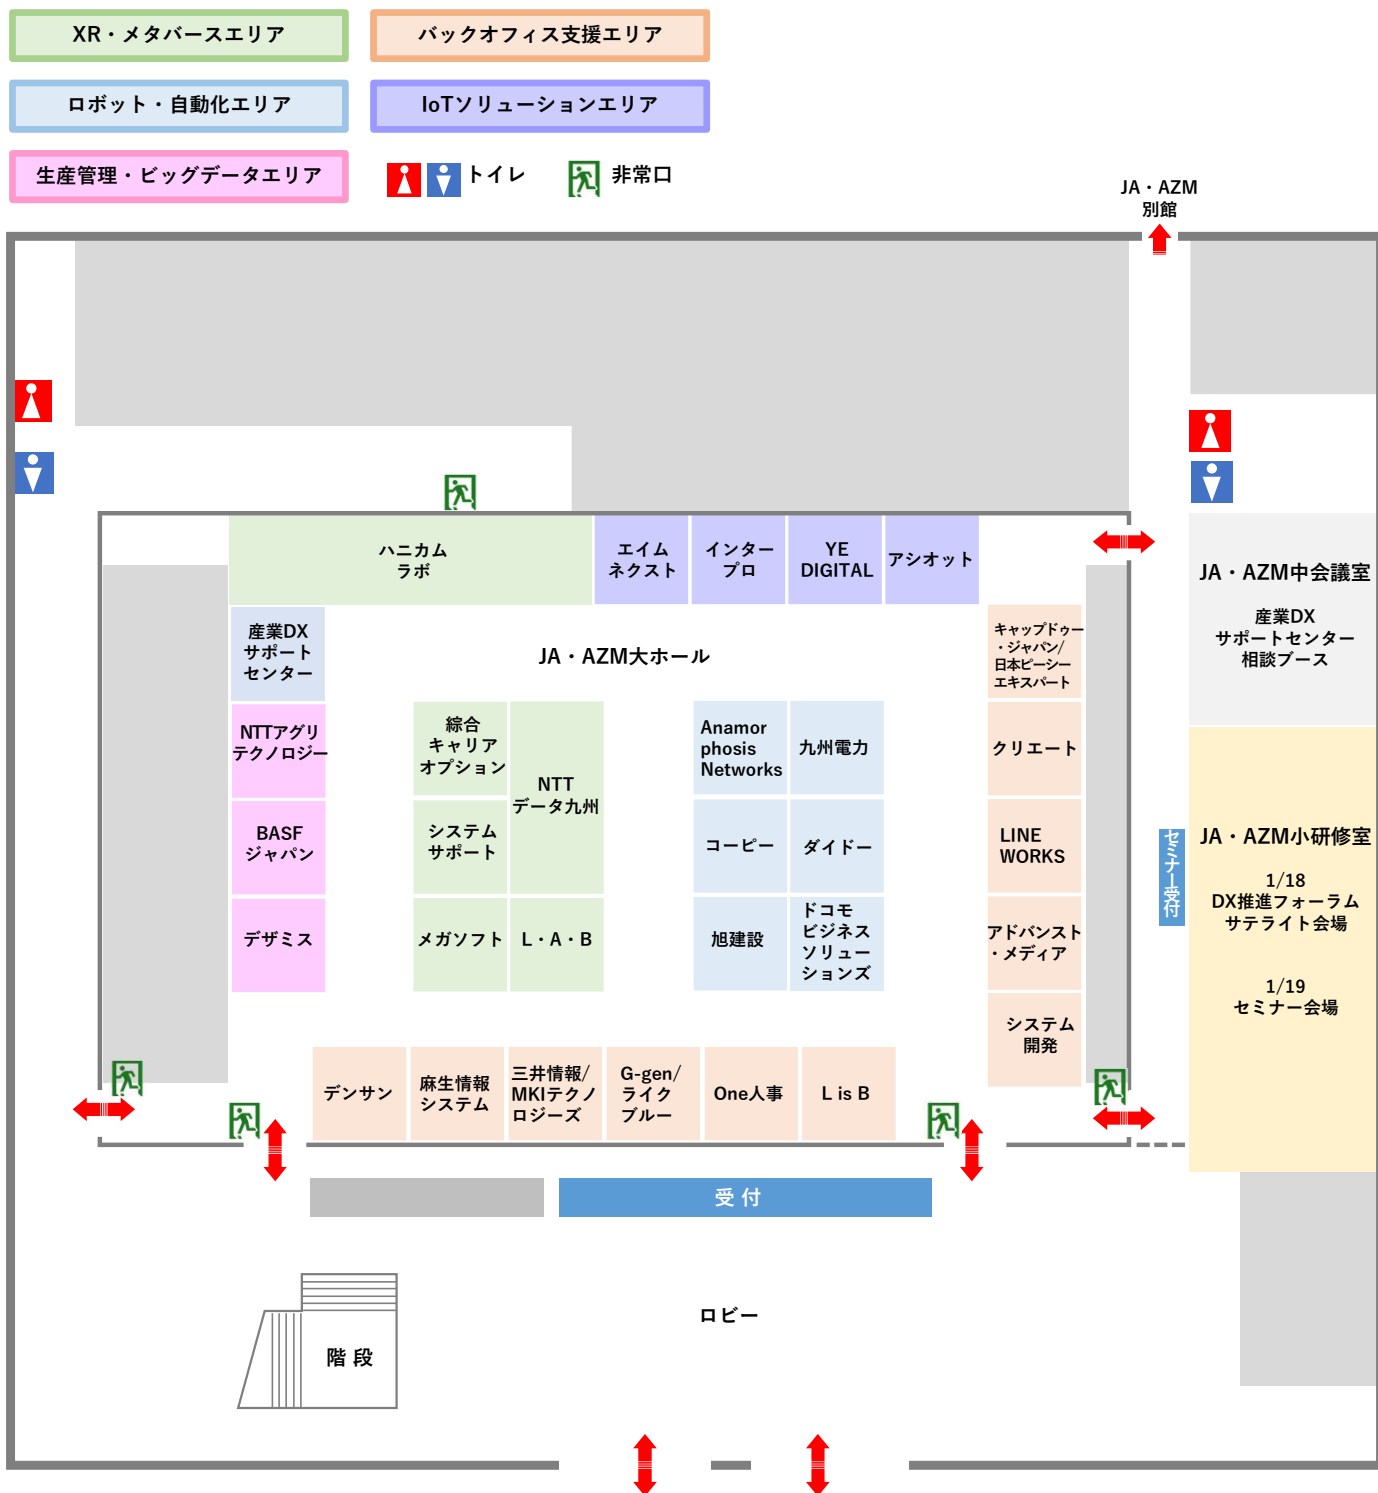 XR・メタバースエリア
バックオフィス支援エリア
ロボット・自動化エリア
IoTソリューションエリア
生産管理・ビッグデータエリア
トイレ
非常口
JA・AZM
別館
ハニカム
ラボ
エイム
ネクスト
インター
プロ
YE
DIGITAL
アシオット
JA・AZM中会議室
産業DX
サポートセンター
相談ブース
産業DX
サポート
センター
JA・AZM大ホール
キャップドゥー
・ジャパン/
日本ピーシー
エキスパート
NTTアグリ
テクノロジー
綜合
キャリア
オプション
NTT
データ九州
Anamor
phosis
Networks
九州電力
クリエート
BASF
ジャパン
システム
サポート
コーピー
ダイドー
LINE
WORKS
セミナー受付
JA・AZM小研修室
1/18
DX推進フォーラム
サテライト会場
1/19
セミナー会場
デザミス
メガソフト
L・A・B
旭建設
ドコモ
ビジネス
ソリュー
ションズ
アドバンスト
・メディア
システム
開発
デンサン
麻生情報
システム
三井情報/
MKIテクノ
ロジーズ
G-gen/
ライク
ブルー
One人事
L is B
受 付
ロビー
階 段